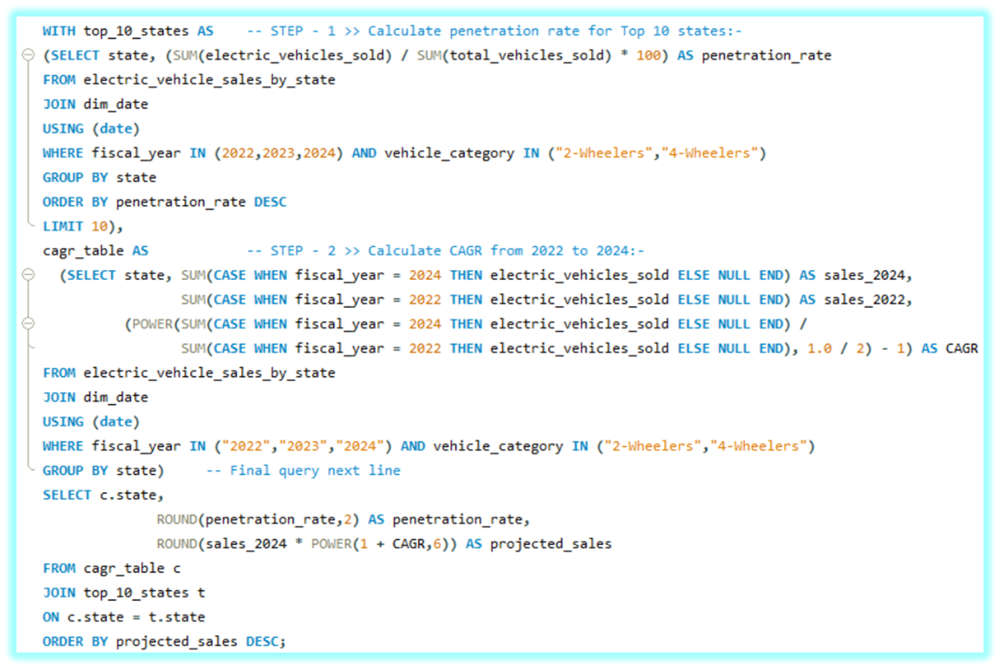 WITH top_10_states AS    -- STEP - 1 >> Calculate penetration rate for Top 10 states:-
(SELECT state, (SUM(electric_vehicles_sold) / SUM(total_vehicles_sold) * 100) AS penetration_rate
FROM electric_vehicle_sales_by_state
JOIN dim_date
USING (date)
WHERE fiscal_year IN (2022,2023,2024) AND vehicle_category IN ("2-Wheelers","4-Wheelers")
GROUP BY state
ORDER BY penetration_rate DESC
LIMIT 10),
cagr_table AS            -- STEP - 2 >> Calculate CAGR from 2022 to 2024:-
(SELECT state, SUM(CASE WHEN fiscal_year = 2024 THEN electric_vehicles_sold ELSE NULL END) AS sales_2024,
SUM(CASE WHEN fiscal_year = 2022 THEN electric_vehicles_sold ELSE NULL END) AS sales_2022,
(POWER(SUM(CASE WHEN fiscal_year = 2024 THEN electric_vehicles_sold ELSE NULL END) /
SUM(CASE WHEN fiscal_year = 2022 THEN electric_vehicles_sold ELSE NULL END), 1.0 / 2) - 1) AS CAGR
FROM electric_vehicle_sales_by_state
JOIN dim_date
USING (date)
WHERE fiscal_year IN ("2022","2023","2024") AND vehicle_category IN ("2-Wheelers","4-Wheelers")
GROUP BY state)     -- Final query next line
SELECT c.state,
ROUND(penetration_rate,2) AS penetration_rate,
ROUND(sales_2024 * POWER(1 + CAGR,6)) AS projected_sales
FROM cagr_table c
JOIN top_10_states t
ON c.state = t.state
ORDER BY projected_sales DESC;